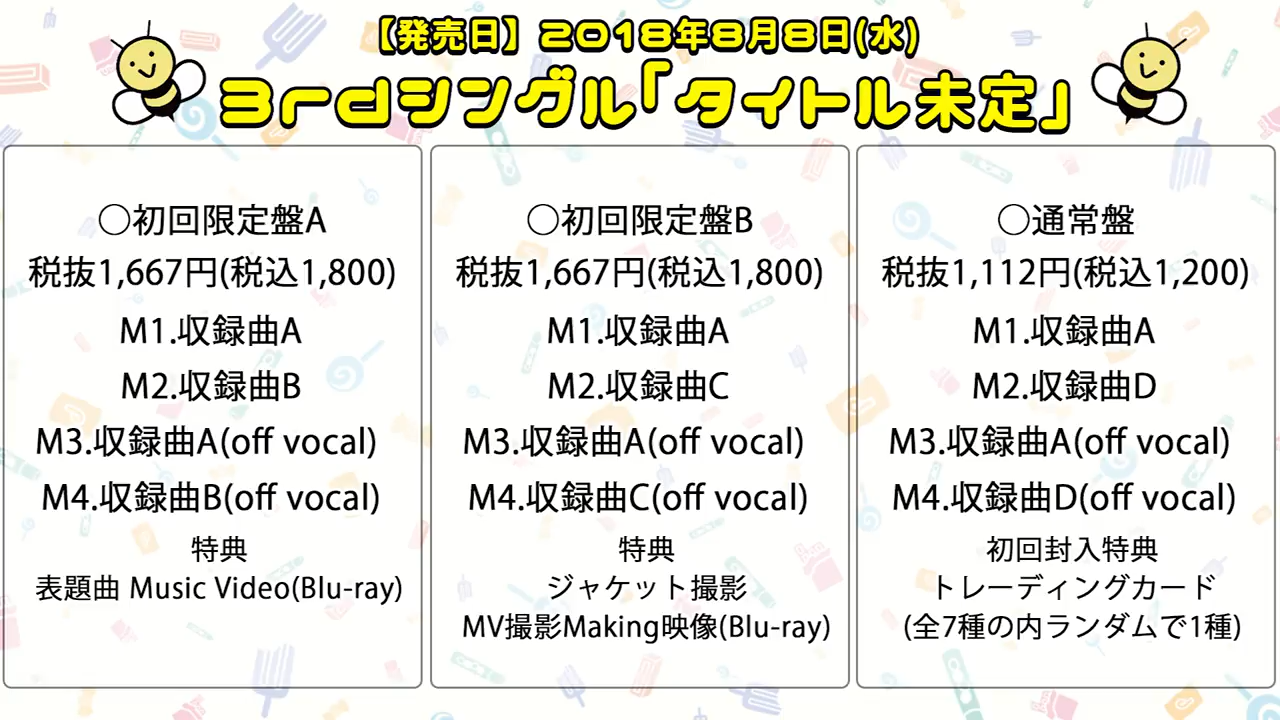 【発売日】2018年8月8日(水)
3rdシングル「タイトル未定」
○初回限定盤A
税抜1,667円(税込1,800)
M1.収録曲A
M2.収録曲B
M3.収録曲A(off vocal)
M4.収録曲B(off vocal)
特典
表題曲 Music Video(Blu-ray)
○初回限定盤B
税抜1,667円(税込1,800)
M1.収録曲A
M2.収録曲C
M3.収録曲A(off vocal)
M4.収録曲C(off vocal)
特典
ジャケット撮影
MV撮影Making映像(Blu-ray)
○通常盤
税抜1,112円(税込1,200)
M1.収録曲A
M2.収録曲D
M3.収録曲A(off vocal)
M4.収録曲D(off vocal)
初回封入特典
トレーディングカード
(全7種の内ランダムで1種)